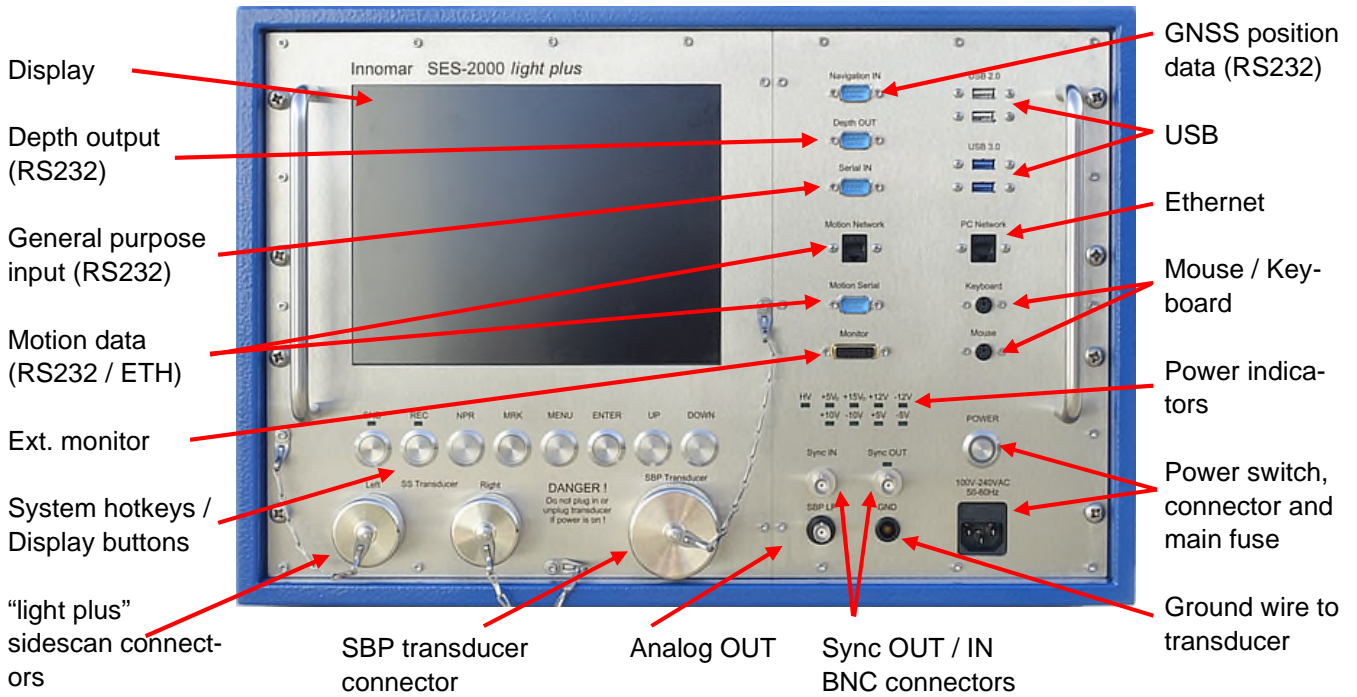 Display
Depth output
(RS232)
General purpose
input (RS232)
Motion data
(RS232 / ETH)
Ext. monitor
System hotkeys /
Display buttons
“light plus”
sidescan connect-
ors
Innomar SES-2000 light plus
Navigation IN
Depth OUT
Serial IN
Motion Network
Motion Serial
Monitor
USB 2.0
USB 3.0
PC Network
Keyboard
Mouse
HV +5V +15V +12V -12V
+10V -10V +5V -5V
POWER
REC NPR MRK MENU ENTER UP DOWN
Left SS Transducer Right
DANGER !
Do not plug in or
unplug transducer
if power is on !
SBP Transducer
Sync IN
Sync OUT
SBP
GND
100V-240VAC
50-60Hz
GNSS position
data (RS232)
USB
Ethernet
Mouse / Key-
board
Power indica-
tors
Power switch,
connector and
main fuse
Ground wire to
transducer
SBP transducer
connector
Analog OUT
Sync OUT / IN
BNC connectors